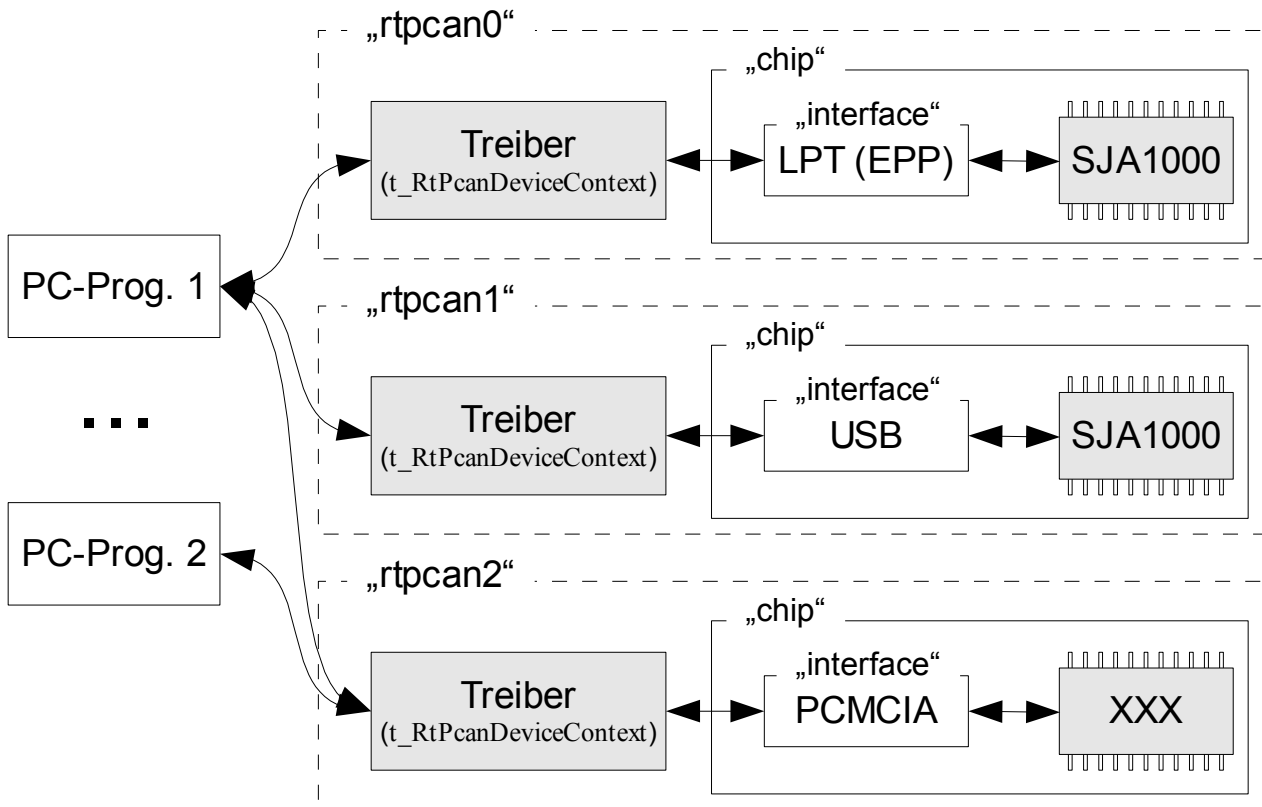 „rtpcan0“
„chip“
„interface“
Treiber
(t_RtPcanDeviceContext)
LPT (EPP)
SJA1000
PC-Prog. 1
„rtpcan1“
„chip“
„interface“
Treiber
(t_RtPcanDeviceContext)
USB
SJA1000
...
PC-Prog. 2
„rtpcan2“
„chip“
„interface“
Treiber
(t_RtPcanDeviceContext)
PCMCIA
XXX